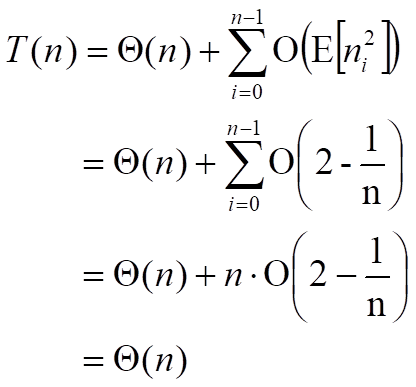 T(n) = Θ(n) + ∑_{i=0}^{n−1} O(E[n_i^2])
= Θ(n) + ∑_{i=0}^{n−1} O(2 - 1/n)
= Θ(n) + n · O(2 − 1/n)
= Θ(n)